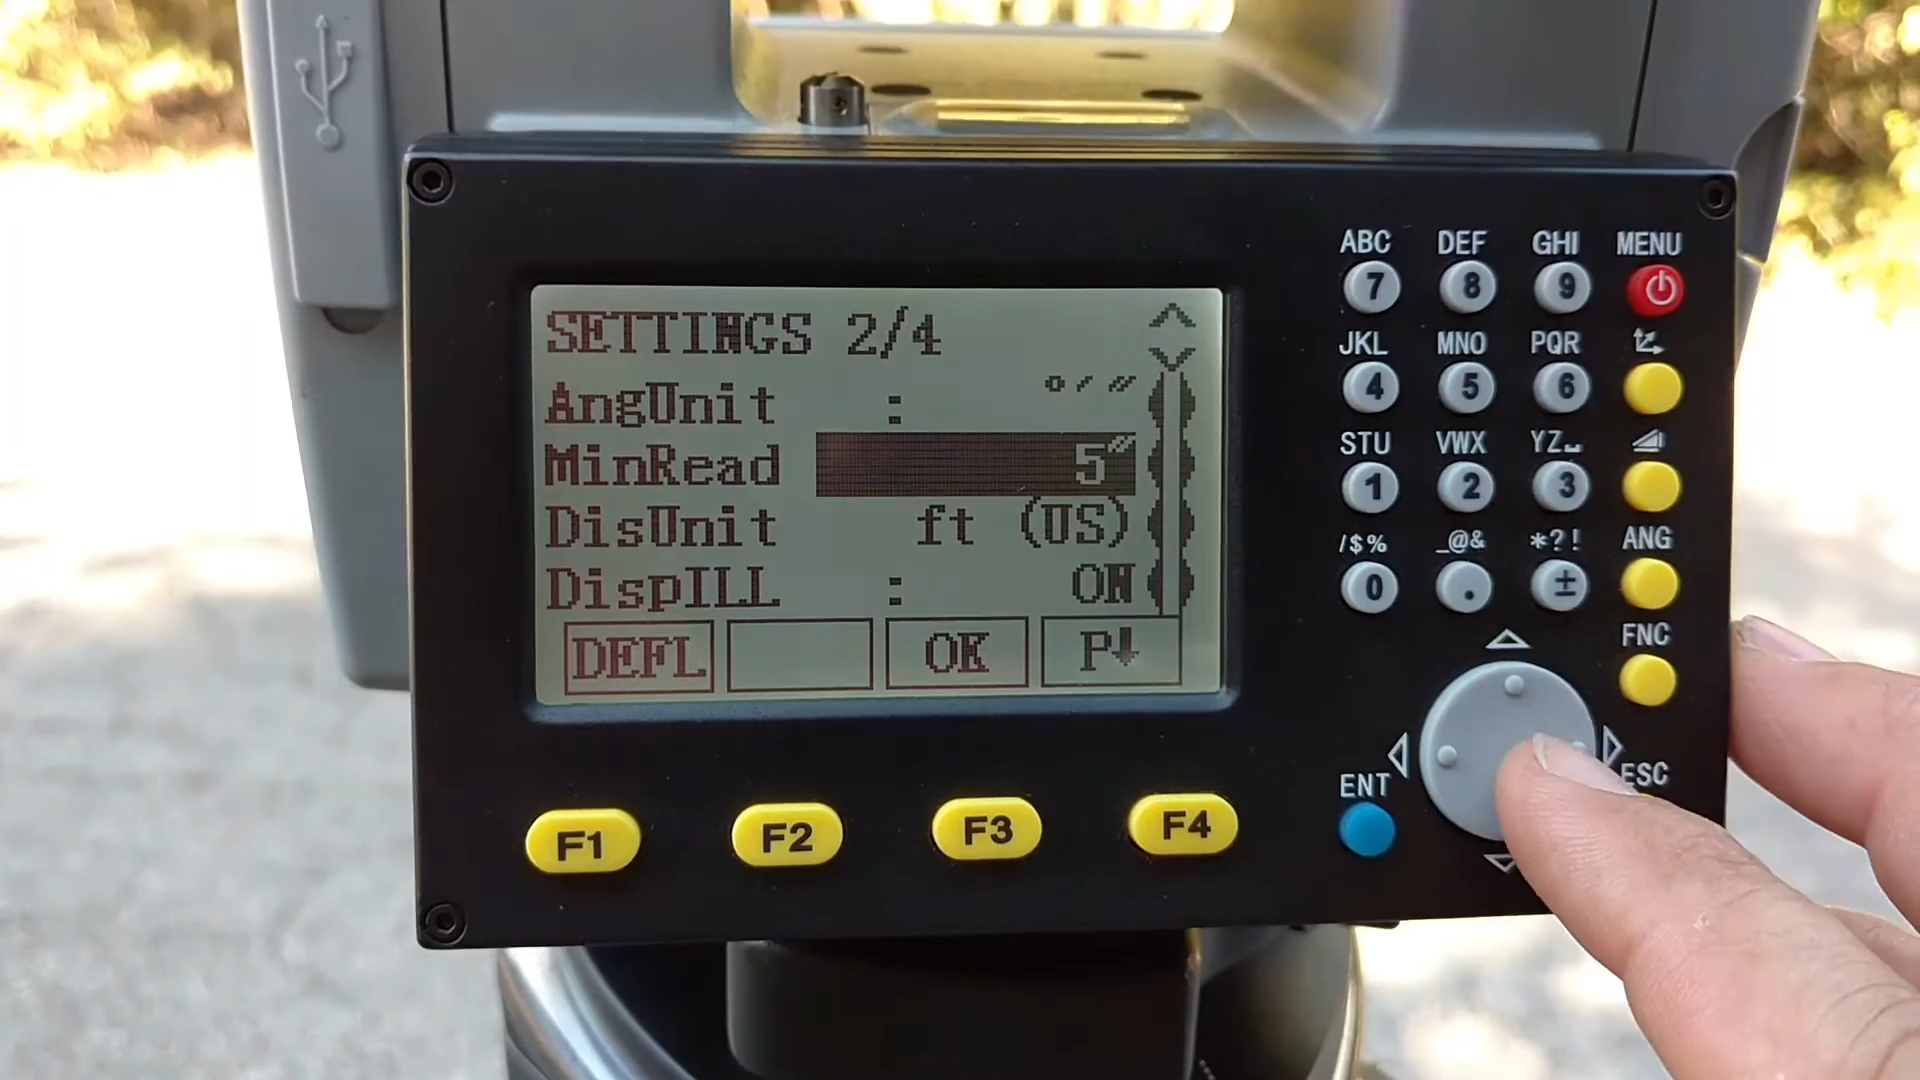 SETTINGS 2/4
AngUnit : ° ′ ″
MinRead 5″
DisUnit ft (US)
DispILL : ON
DEFL OK P↓
F1 F2 F3 F4
ABC DEF GHI MENU
7 8 9
JKL MNO PQR
4 5 6
STU VWX YZ␣
1 2 3
/$% _@& *?! ANG
0 . ±
FNC
ENT ESC